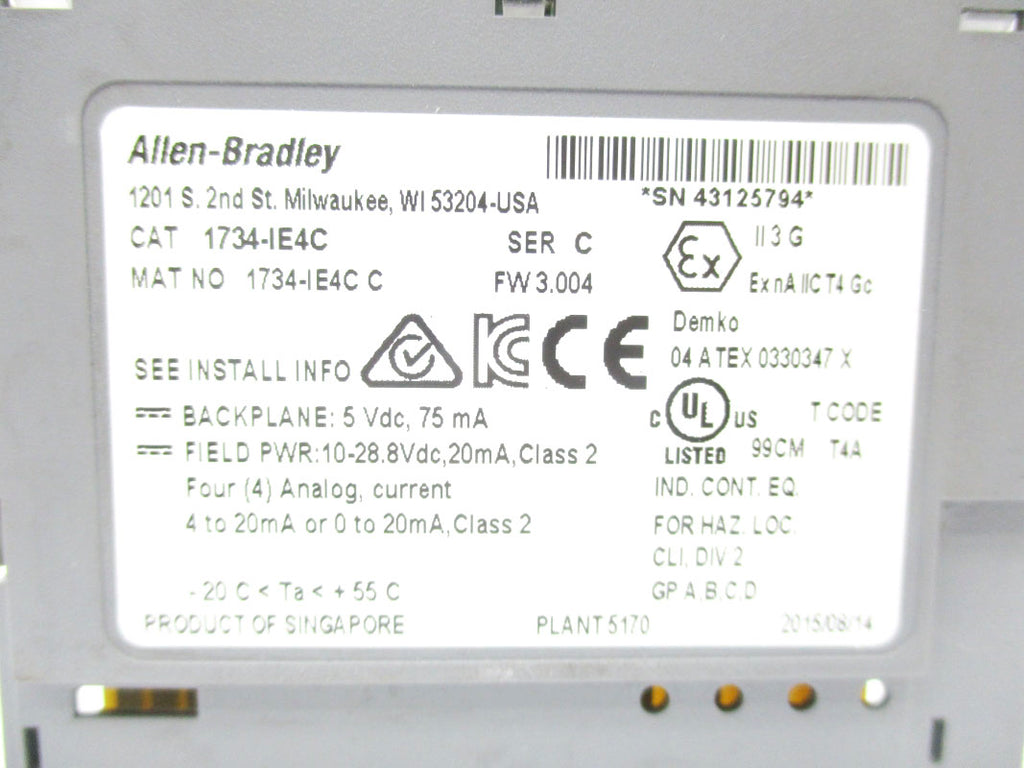 Allen-Bradley
1201 S. 2nd St. Milwaukee, WI 53204-USA
*SN 43125794*
CAT 1734-IE4C SER C
MAT NO 1734-IE4C C FW 3.004
Ex
II 3 G
Ex nA IIC T4 Gc
Demko
04 ATEX 0330347 X
SEE INSTALL INFO
KC CE
BACKPLANE: 5 Vdc, 75 mA
FIELD PWR:10-28.8Vdc,20mA,Class 2
Four (4) Analog, current
4 to 20mA or 0 to 20mA,Class 2
C UL US
LISTED 99CM
T CODE
T4A
IND. CONT. EQ.
FOR HAZ. LOC.
CLI, DIV 2
GP A,B,C,D
- 20 C < Ta < + 55 C
PRODUCT OF SINGAPORE PLANT 5170 2015/08/14